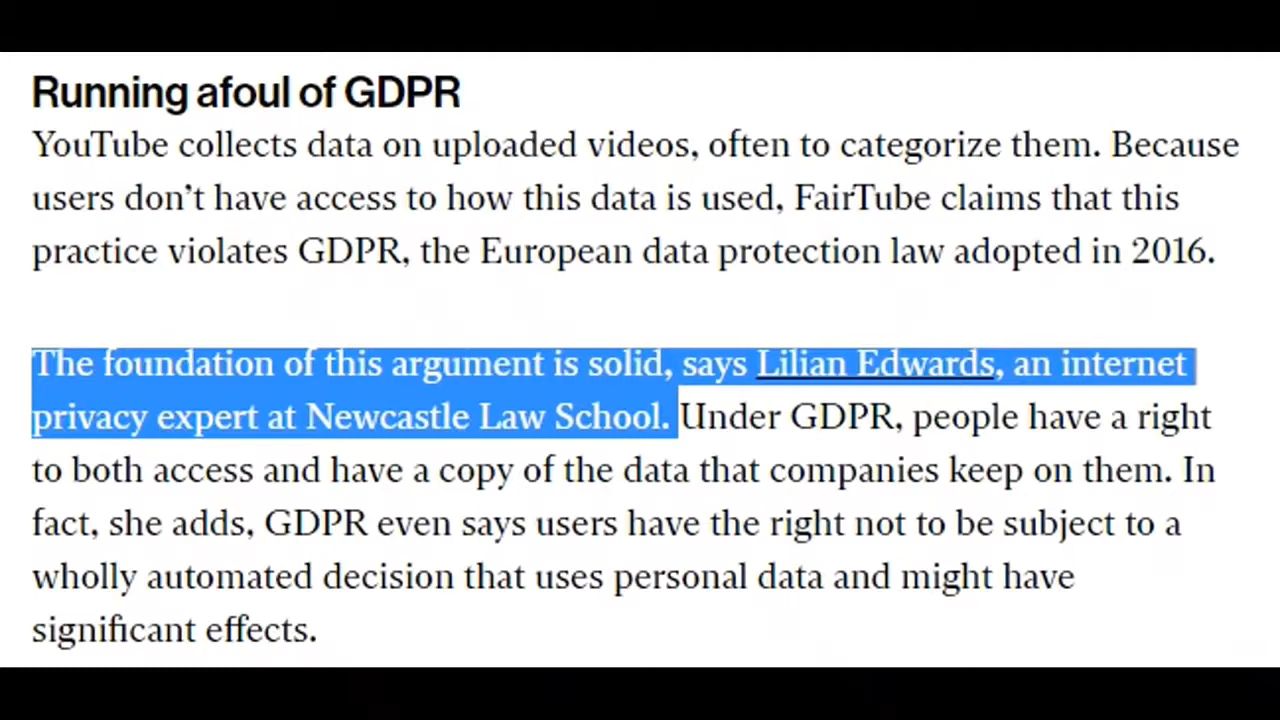 Running afoul of GDPR
YouTube collects data on uploaded videos, often to categorize them. Because
users don’t have access to how this data is used, FairTube claims that this
practice violates GDPR, the European data protection law adopted in 2016.
The foundation of this argument is solid, says Lilian Edwards, an internet
privacy expert at Newcastle Law School. Under GDPR, people have a right
to both access and have a copy of the data that companies keep on them. In
fact, she adds, GDPR even says users have the right not to be subject to a
wholly automated decision that uses personal data and might have
significant effects.